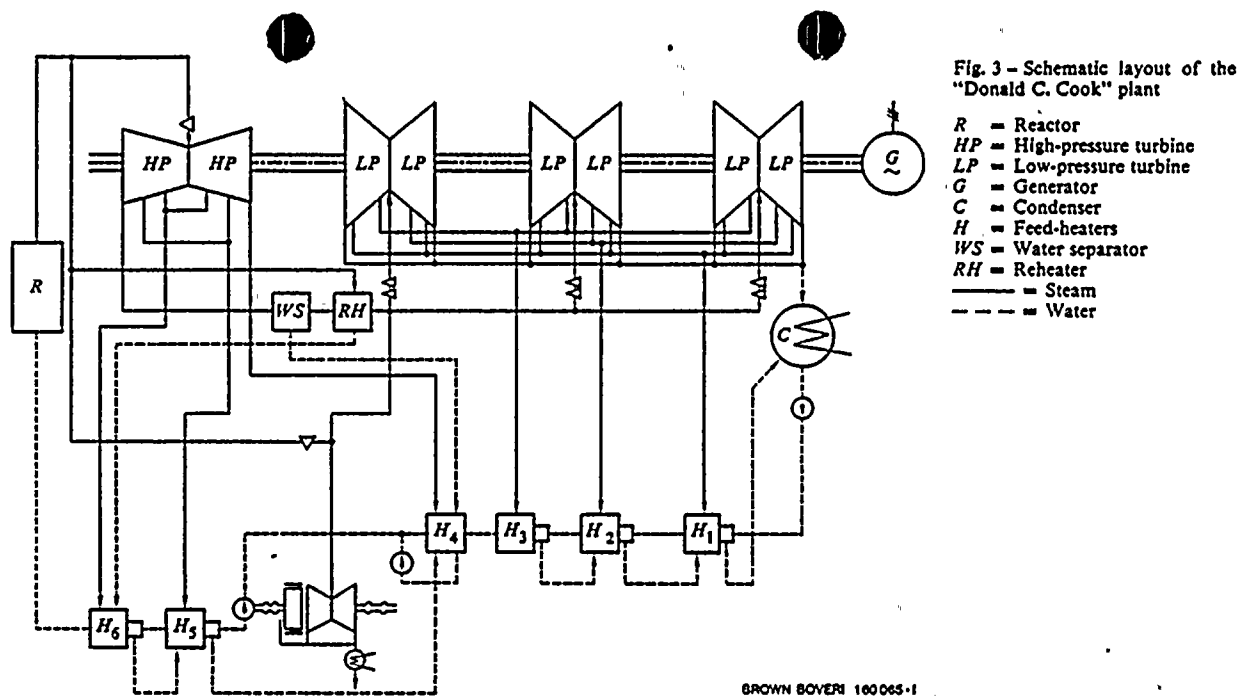 Fig. 3 – Schematic layout of the
"Donald C. Cook" plant
R = Reactor
HP = High-pressure turbine
LP = Low-pressure turbine
G = Generator
C = Condenser
H = Feed-heaters
WS = Water separator
RH = Reheater
——— = Steam
– – – = Water
HP HP
LP LP
LP LP
LP LP
G
~
R
WS
RH
C
H4
H3
H2
H1
H6
H5
BROWN BOVERI 160065-1